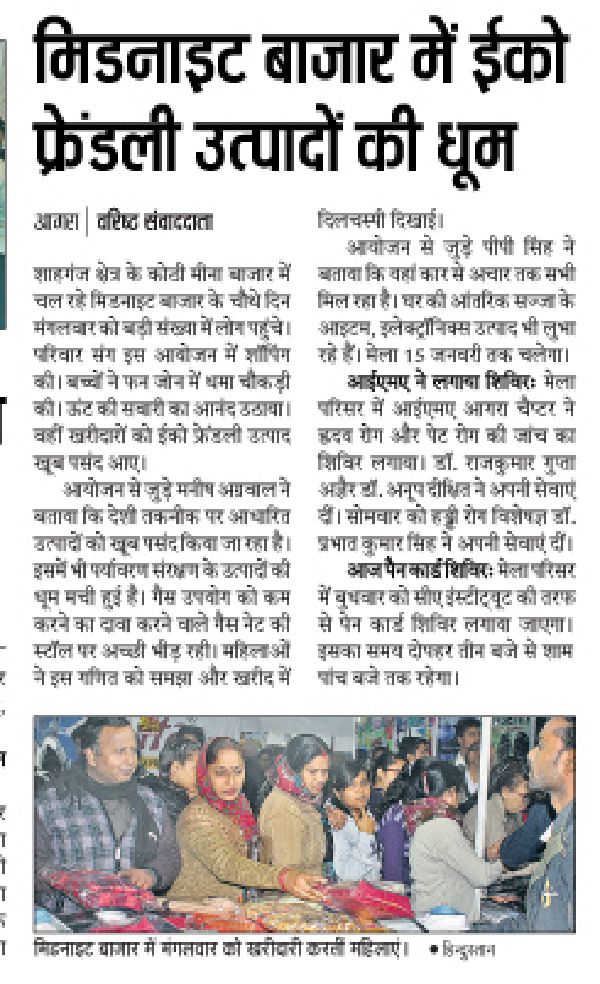 मिडनाइट बाजार में ईको
फ्रेंडली उत्पादों की धूम
आगरा | वरिष्ठ संवाददाता
शाहगंज क्षेत्र के कोठी मीना बाजार में
चल रहे मिडनाइट बाजार के चौथे दिन
मंगलवार को बड़ी संख्या में लोग पहुंचे।
परिवार संग इस आयोजन में शॉपिंग
की। बच्चों ने फन जोन में धमा चौकड़ी
की। ऊंट की सवारी का आनंद उठाया।
वहीं खरीदारों को ईको फ्रेंडली उत्पाद
खूब पसंद आए।
आयोजन से जुड़े मनीष अग्रवाल ने
बताया कि देशी तकनीक पर आधारित
उत्पादों को खूब पसंद किया जा रहा है।
इसमें भी पर्यावरण संरक्षण के उत्पादों की
धूम मची हुई है। गैस उपयोग को कम
करने का दावा करने वाले गैस नेट की
स्टॉल पर अच्छी भीड़ रही। महिलाओं
ने इस गणित को समझा और खरीद में
दिलचस्पी दिखाई।
आयोजन से जुड़े पीपी सिंह ने
बताया कि यहां कार से अचार तक सभी
मिल रहा है। घर की आंतरिक सज्जा के
आइटम, इलेक्ट्रॉनिक्स उत्पाद भी लुभा
रहे हैं। मेला 15 जनवरी तक चलेगा।
आईएमए ने लगाया शिविर: मेला
परिसर में आईएमए आगरा चैप्टर ने
हृदय रोग और पेट रोग की जांच का
शिविर लगाया। डॉ. राजकुमार गुप्ता
अज्ञैर डॉ. अनूप दीक्षित ने अपनी सेवाएं
दीं। सोमवार को हड्डी रोग विशेषज्ञ डॉ.
प्रभात कुमार सिंह ने अपनी सेवाएं दीं।
आज पैन कार्ड शिविर: मेला परिसर
में बुधवार को सीए इंस्टीट्यूट की तरफ
से पेन कार्ड शिविर लगाया जाएगा।
इसका समय दोपहर तीन बजे से शाम
पांच बजे तक रहेगा।
मिडनाइट बाजार में मंगलवार को खरीदारी करतीं महिलाएं। • हिन्दुस्तान